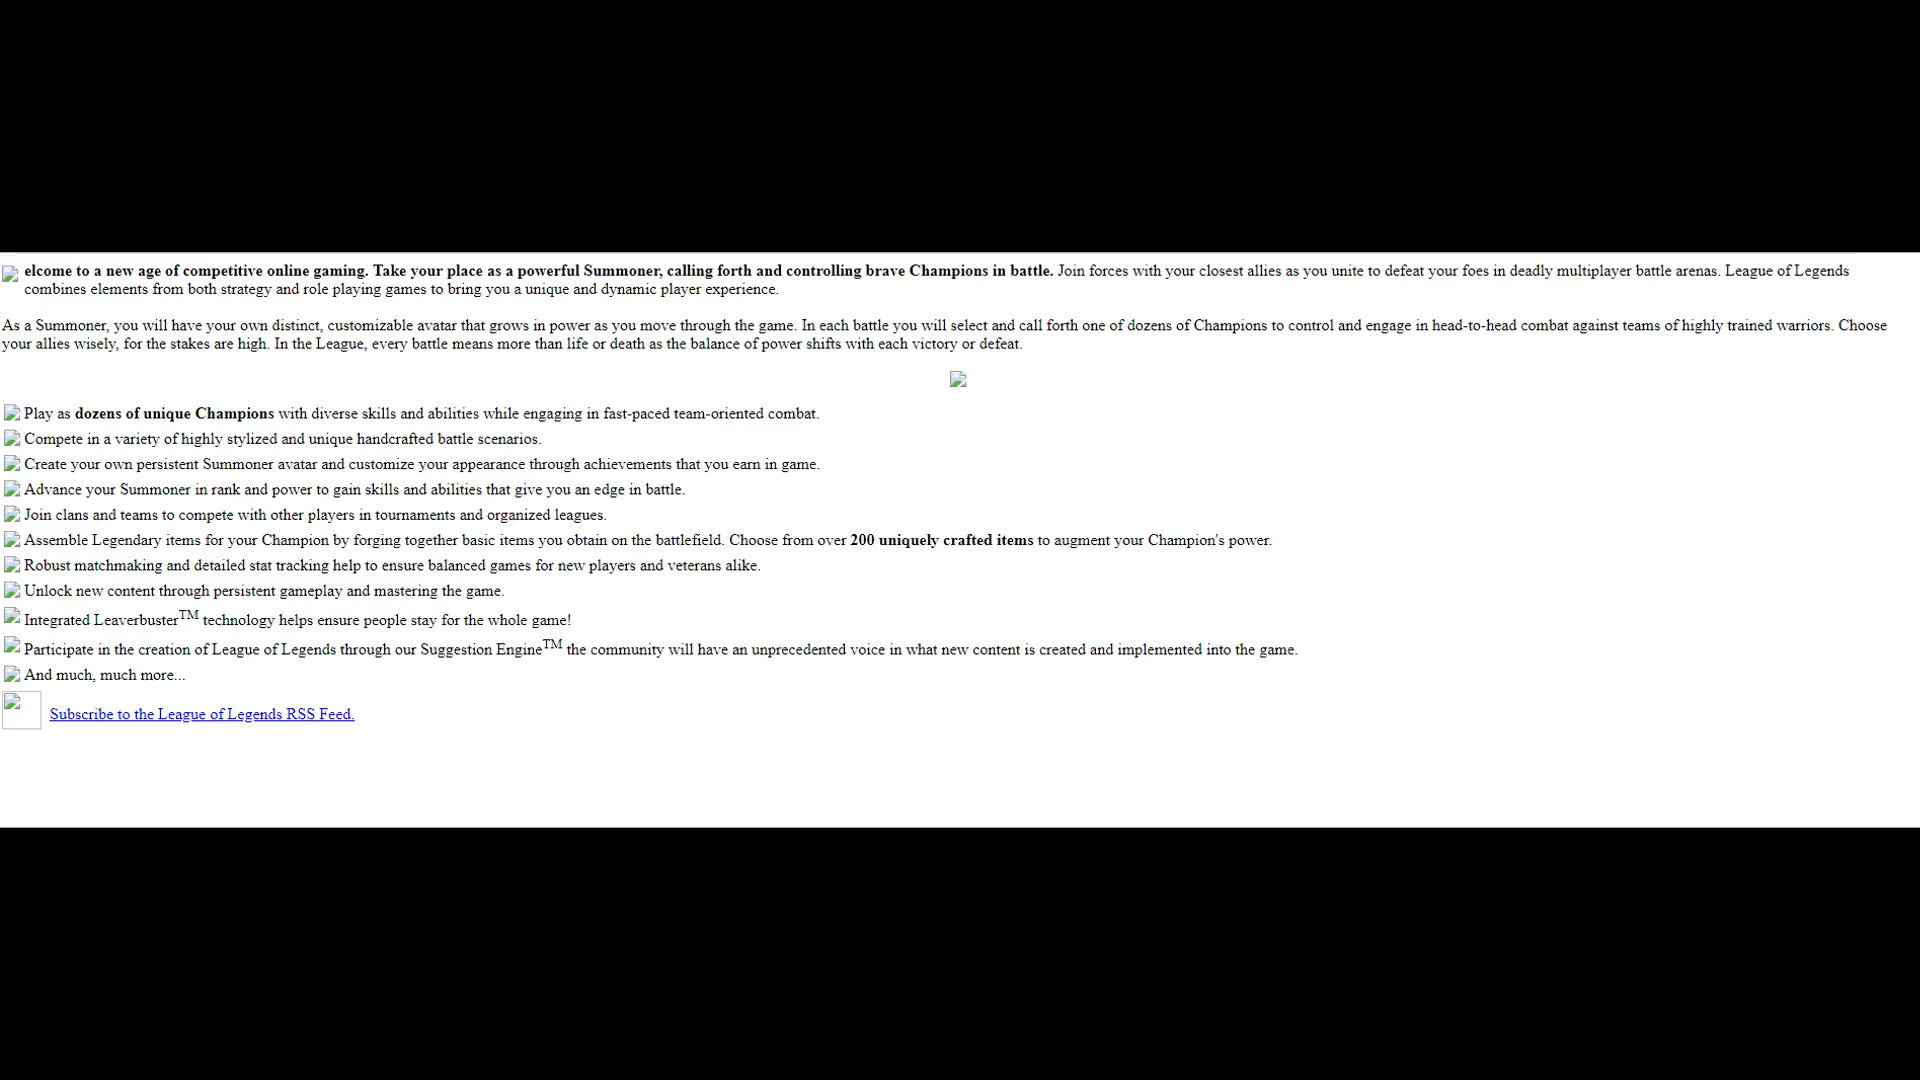 elcome to a new age of competitive online gaming. Take your place as a powerful Summoner, calling forth and controlling brave Champions in battle. Join forces with your closest allies as you unite to defeat your foes in deadly multiplayer battle arenas. League of Legends
combines elements from both strategy and role playing games to bring you a unique and dynamic player experience.
As a Summoner, you will have your own distinct, customizable avatar that grows in power as you move through the game. In each battle you will select and call forth one of dozens of Champions to control and engage in head-to-head combat against teams of highly trained warriors. Choose
your allies wisely, for the stakes are high. In the League, every battle means more than life or death as the balance of power shifts with each victory or defeat.
Play as dozens of unique Champions with diverse skills and abilities while engaging in fast-paced team-oriented combat.
Compete in a variety of highly stylized and unique handcrafted battle scenarios.
Create your own persistent Summoner avatar and customize your appearance through achievements that you earn in game.
Advance your Summoner in rank and power to gain skills and abilities that give you an edge in battle.
Join clans and teams to compete with other players in tournaments and organized leagues.
Assemble Legendary items for your Champion by forging together basic items you obtain on the battlefield. Choose from over 200 uniquely crafted items to augment your Champion's power.
Robust matchmaking and detailed stat tracking help to ensure balanced games for new players and veterans alike.
Unlock new content through persistent gameplay and mastering the game.
Integrated LeaverbusterTM technology helps ensure people stay for the whole game!
Participate in the creation of League of Legends through our Suggestion EngineTM the community will have an unprecedented voice in what new content is created and implemented into the game.
And much, much more...
Subscribe to the League of Legends RSS Feed.